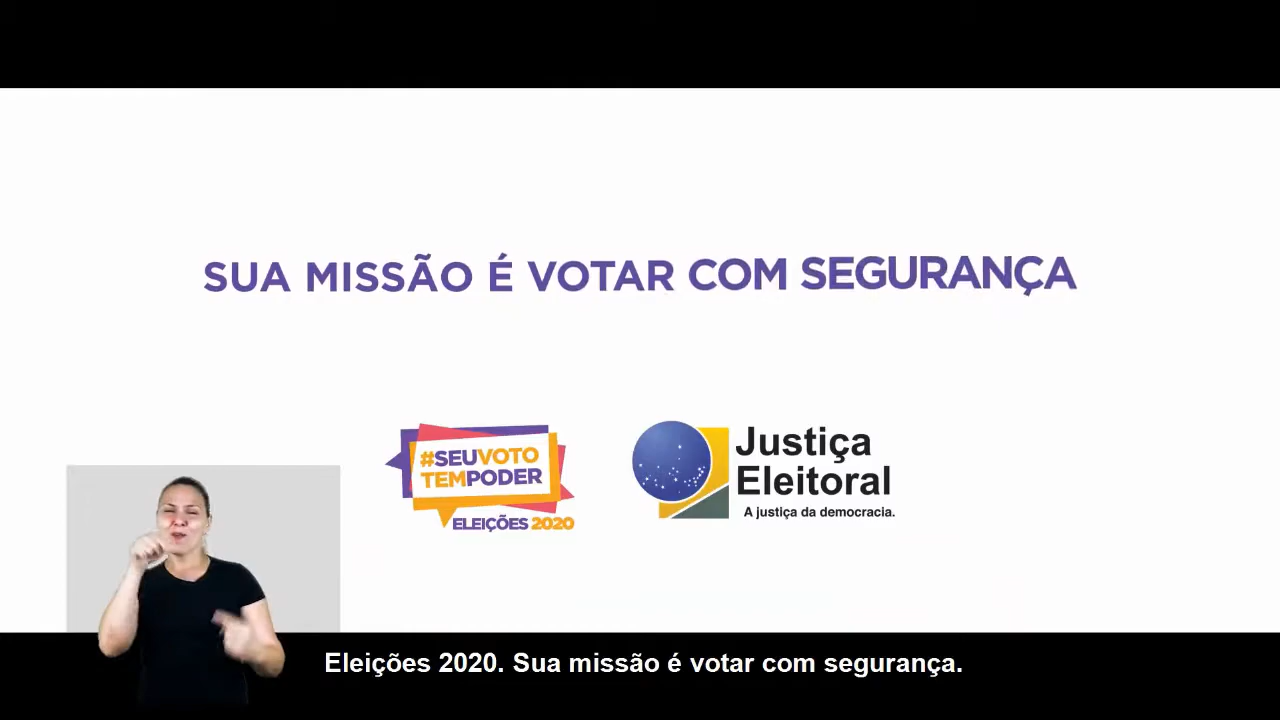 SUA MISSÃO É VOTAR COM SEGURANÇA
#SEUVOTO
TEMPODER
ELEIÇÕES 2020
Justiça
Eleitoral
A justiça da democracia.
Eleições 2020. Sua missão é votar com segurança.